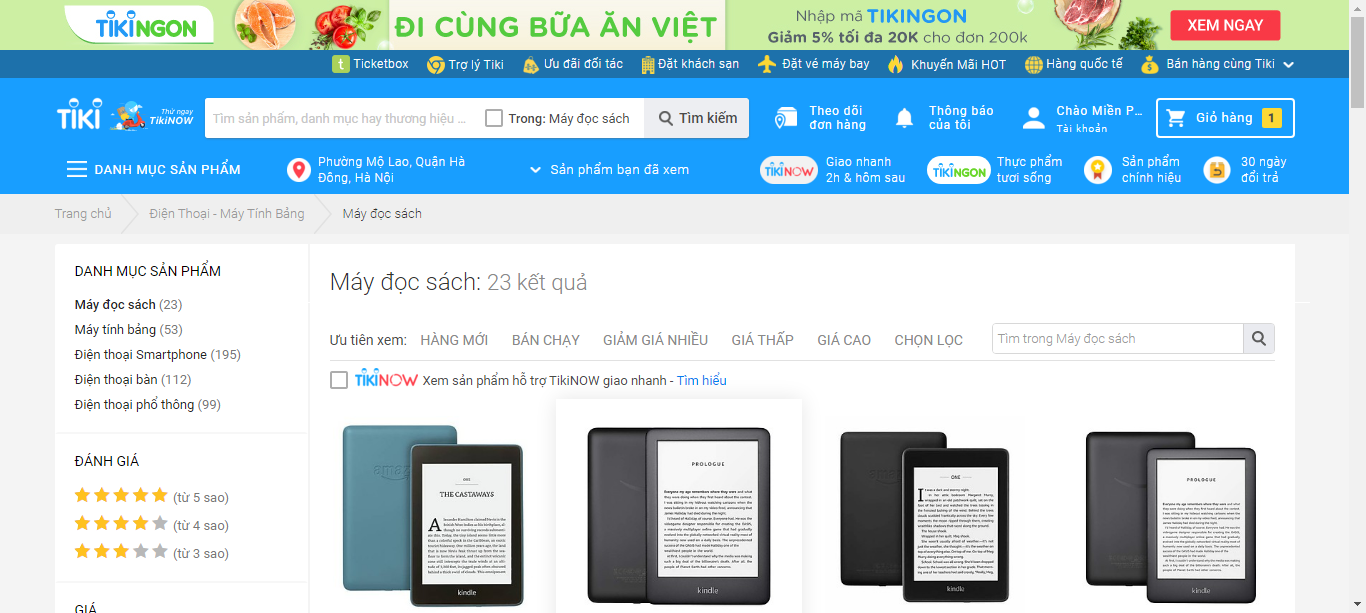 TIKINGON
ĐI CÙNG BỮA ĂN VIỆT
Nhập mã TIKINGON
Giảm 5% tối đa 20K cho đơn 200k
XEM NGAY
Ticketbox
Trợ lý Tiki
Ưu đãi đối tác
Đặt khách sạn
Đặt vé máy bay
Khuyến Mãi HOT
Hàng quốc tế
Bán hàng cùng Tiki
TIKI
Thử ngay
TikiNOW
Tìm sản phẩm, danh mục hay thương hiệu ...
Trong: Máy đọc sách
Tìm kiếm
Theo dõi
đơn hàng
Thông báo
của tôi
Chào Miền P...
Tài khoản
Giỏ hàng 1
DANH MỤC SẢN PHẨM
Phường Mộ Lao, Quận Hà
Đông, Hà Nội
Sản phẩm bạn đã xem
TIKINOW
Giao nhanh
2h & hôm sau
TIKINGON
Thực phẩm
tươi sống
Sản phẩm
chính hiệu
30 ngày
đổi trả
Trang chủ
Điện Thoại - Máy Tính Bảng
Máy đọc sách
DANH MỤC SẢN PHẨM
Máy đọc sách (23)
Máy tính bảng (53)
Điện thoại Smartphone (195)
Điện thoại bàn (112)
Điện thoại phổ thông (99)
ĐÁNH GIÁ
(từ 5 sao)
(từ 4 sao)
(từ 3 sao)
GIÁ
Máy đọc sách: 23 kết quả
Ưu tiên xem: HÀNG MỚI BÁN CHẠY GIẢM GIÁ NHIỀU GIÁ THẤP GIÁ CAO CHỌN LỌC
Tìm trong Máy đọc sách
TIKINOW Xem sản phẩm hỗ trợ TikiNOW giao nhanh - Tìm hiểu
ONE
THE CASTAWAYS
kindle
PROLOGUE
kindle
ONE
kindle
PROLOGUE
kindle